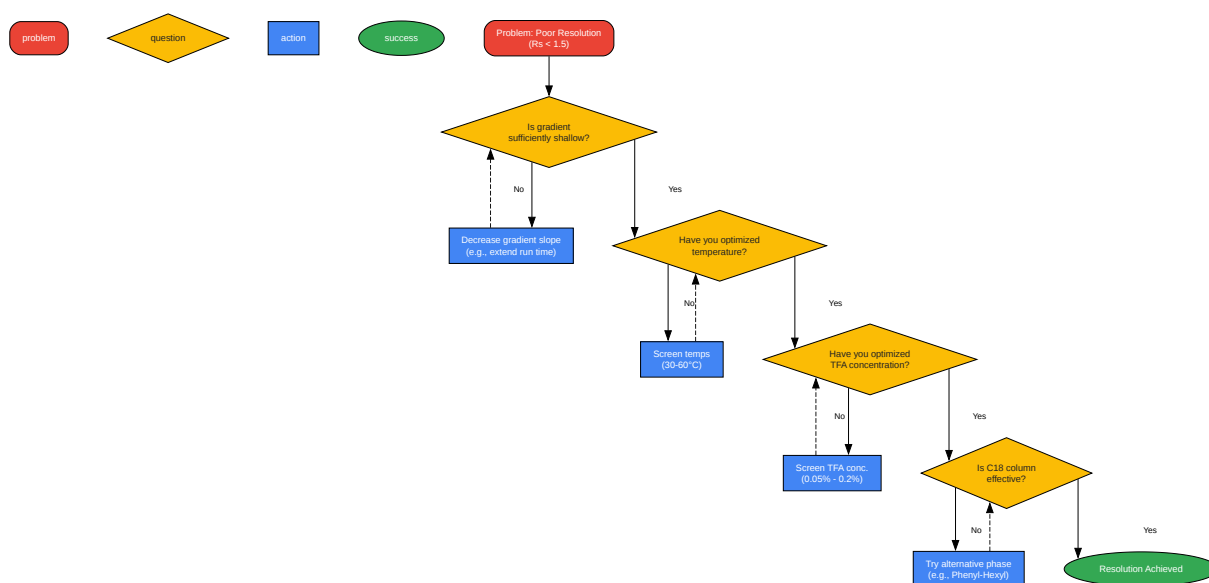 problem
question
action
success
Problem: Poor Resolution
(Rs < 1.5)
Is gradient
sufficiently shallow?
No
Yes
Decrease gradient slope
(e.g., extend run time)
Have you optimized
temperature?
No
Yes
Screen temps
(30-60°C)
Have you optimized
TFA concentration?
No
Yes
Screen TFA conc.
(0.05% - 0.2%)
Is C18 column
effective?
No
Yes
Try alternative phase
(e.g., Phenyl-Hexyl)
Resolution Achieved